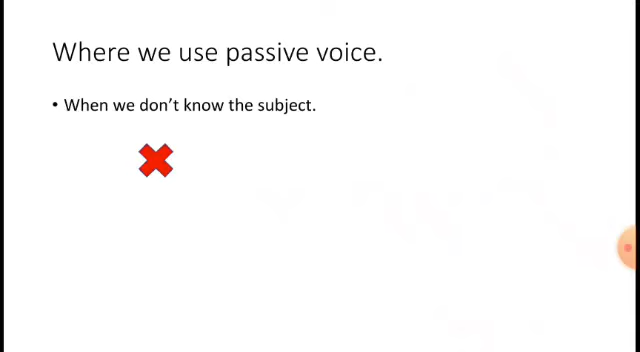 Where we use passive voice.
• When we don’t know the subject.